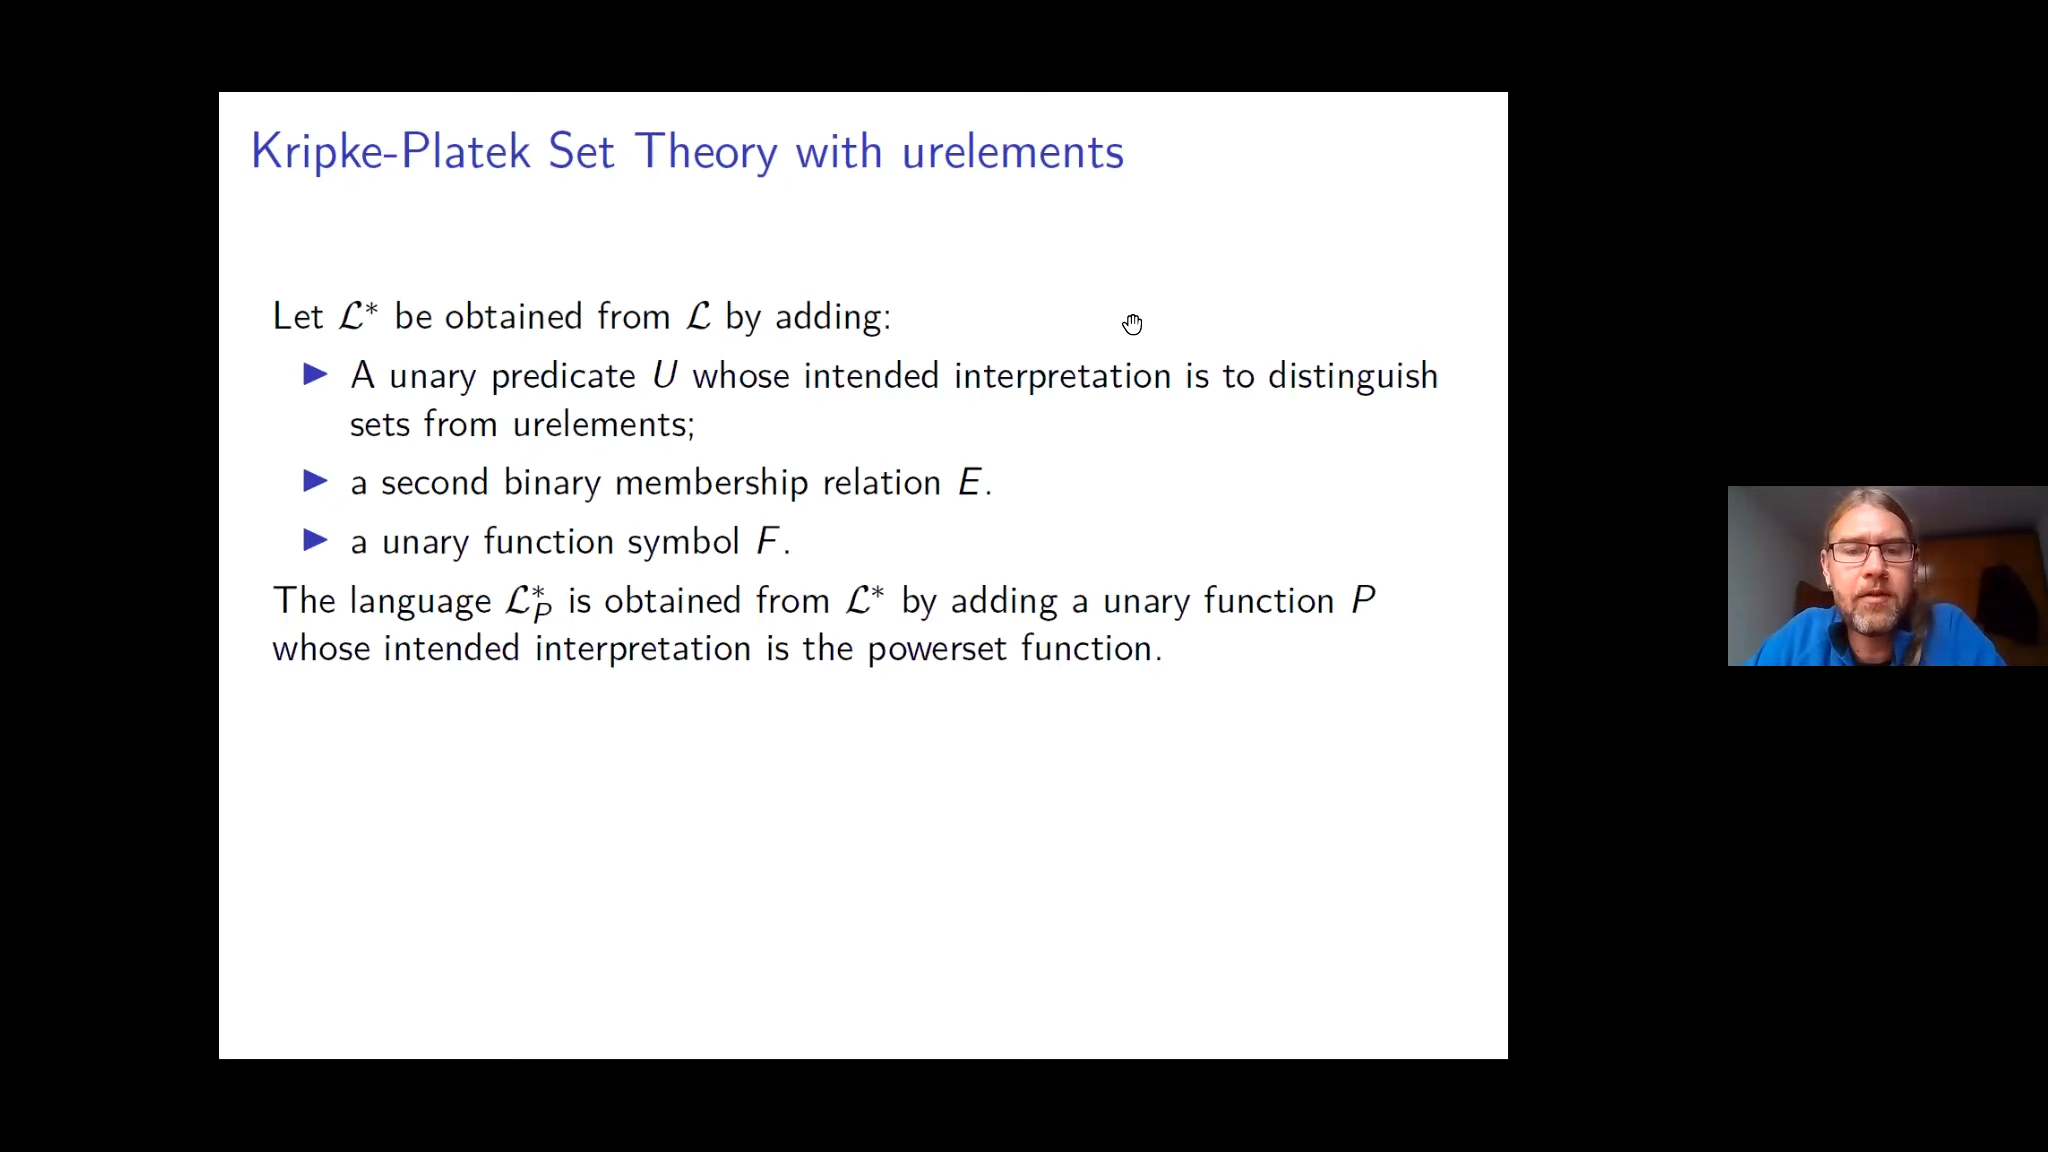 Kripke-Platek Set Theory with urelements
Let ℒ* be obtained from ℒ by adding:
▶ A unary predicate U whose intended interpretation is to distinguish
sets from urelements;
▶ a second binary membership relation E.
▶ a unary function symbol F.
The language ℒ*_P is obtained from ℒ* by adding a unary function P
whose intended interpretation is the powerset function.